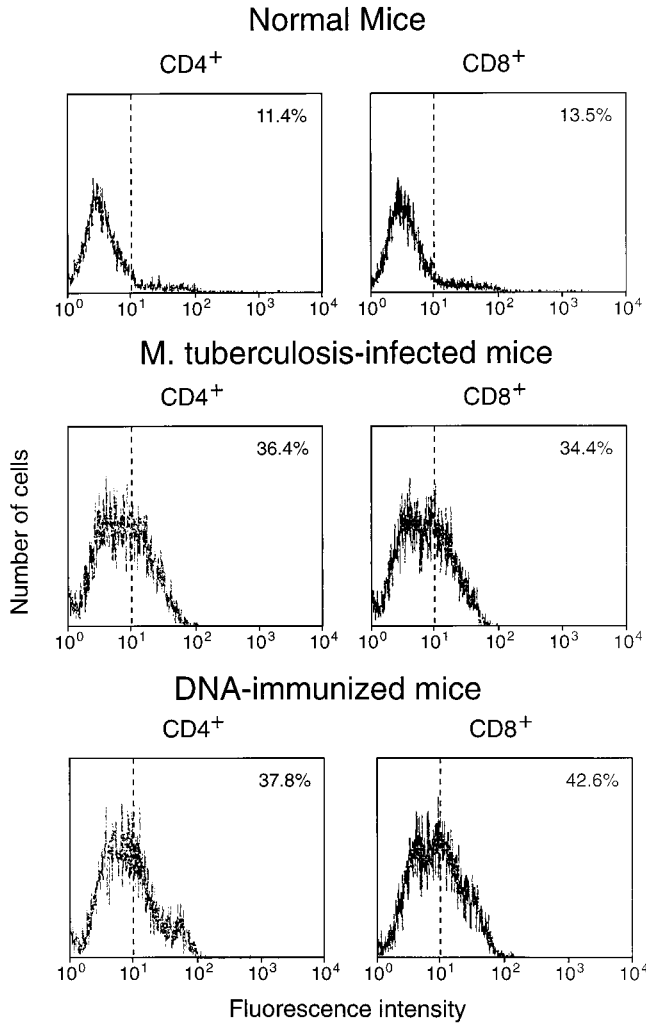 Normal Mice
CD4+ CD8+
11.4% 13.5%
10^0 10^1 10^2 10^3 10^4 10^0 10^1 10^2 10^3 10^4
M. tuberculosis-infected mice
CD4+ CD8+
36.4% 34.4%
Number of cells
10^0 10^1 10^2 10^3 10^4 10^0 10^1 10^2 10^3 10^4
DNA-immunized mice
CD4+ CD8+
37.8% 42.6%
10^0 10^1 10^2 10^3 10^4 10^0 10^1 10^2 10^3 10^4
Fluorescence intensity